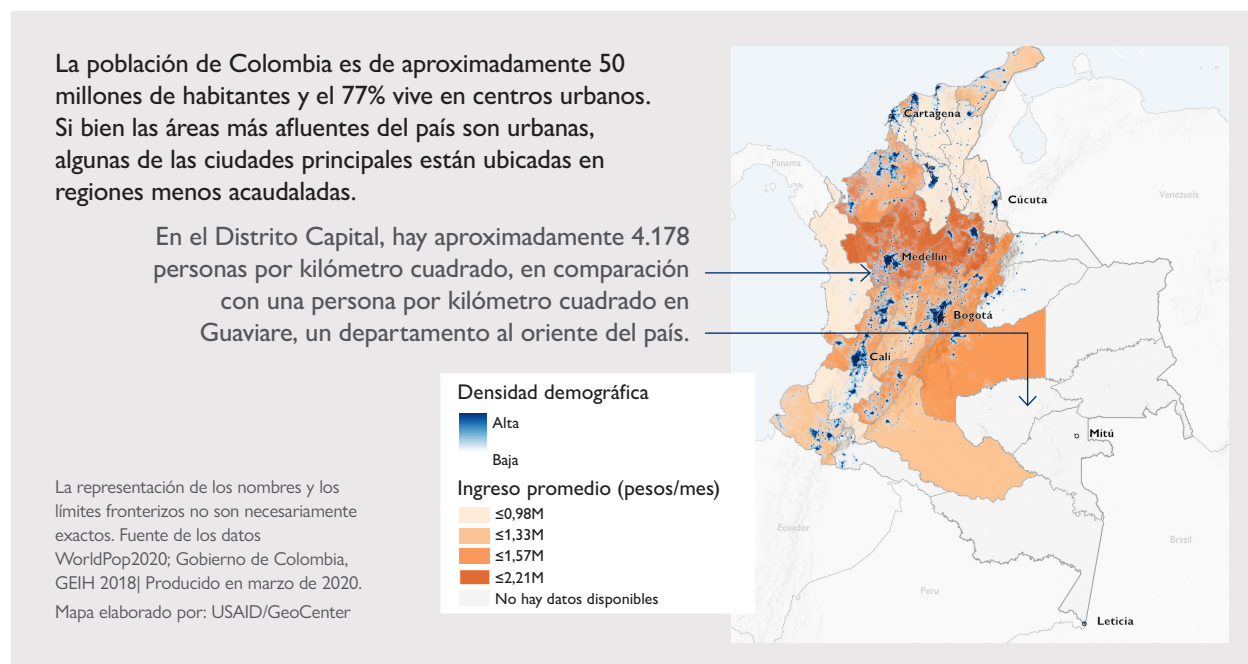 La población de Colombia es de aproximadamente 50
millones de habitantes y el 77% vive en centros urbanos.
Si bien las áreas más afluentes del país son urbanas,
algunas de las ciudades principales están ubicadas en
regiones menos acaudaladas.
En el Distrito Capital, hay aproximadamente 4.178
personas por kilómetro cuadrado, en comparación
con una persona por kilómetro cuadrado en
Guaviare, un departamento al oriente del país.
Densidad demográfica
Alta
Baja
Ingreso promedio (pesos/mes)
≤0,98M
≤1,33M
≤1,57M
≤2,21M
No hay datos disponibles
La representación de los nombres y los
límites fronterizos no son necesariamente
exactos. Fuente de los datos
WorldPop2020; Gobierno de Colombia,
GEIH 2018| Producido en marzo de 2020.
Mapa elaborado por: USAID/GeoCenter
Cartagena
Panama
Venezuela
Cúcuta
Medellín
Bogotá
Cali
Mitú
Ecuador
Brazil
Peru
Leticia